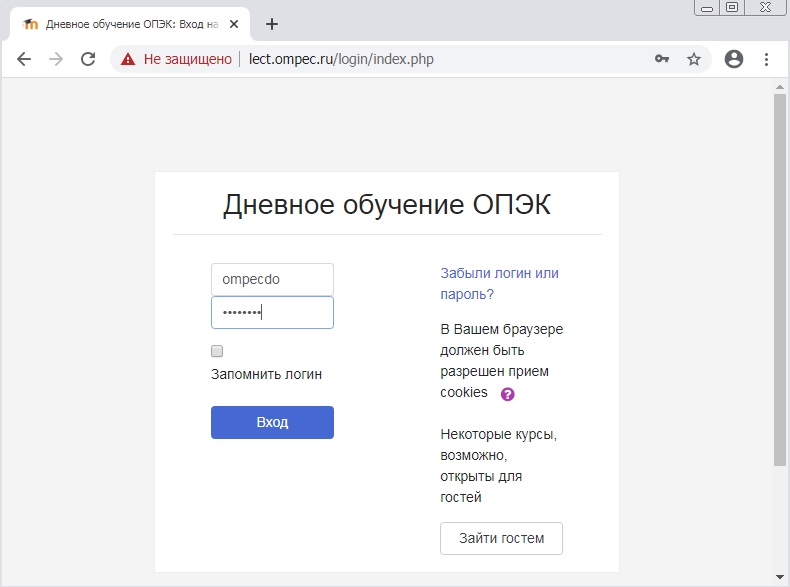 Дневное обучение ОПЭК: Вход на
Не защищено lect.ompec.ru/login/index.php
Дневное обучение ОПЭК
ompecdo
••••••••
Запомнить логин
Вход
Забыли логин или
пароль?
В Вашем браузере
должен быть
разрешен прием
cookies ?
Некоторые курсы,
возможно,
открыты для
гостей
Зайти гостем